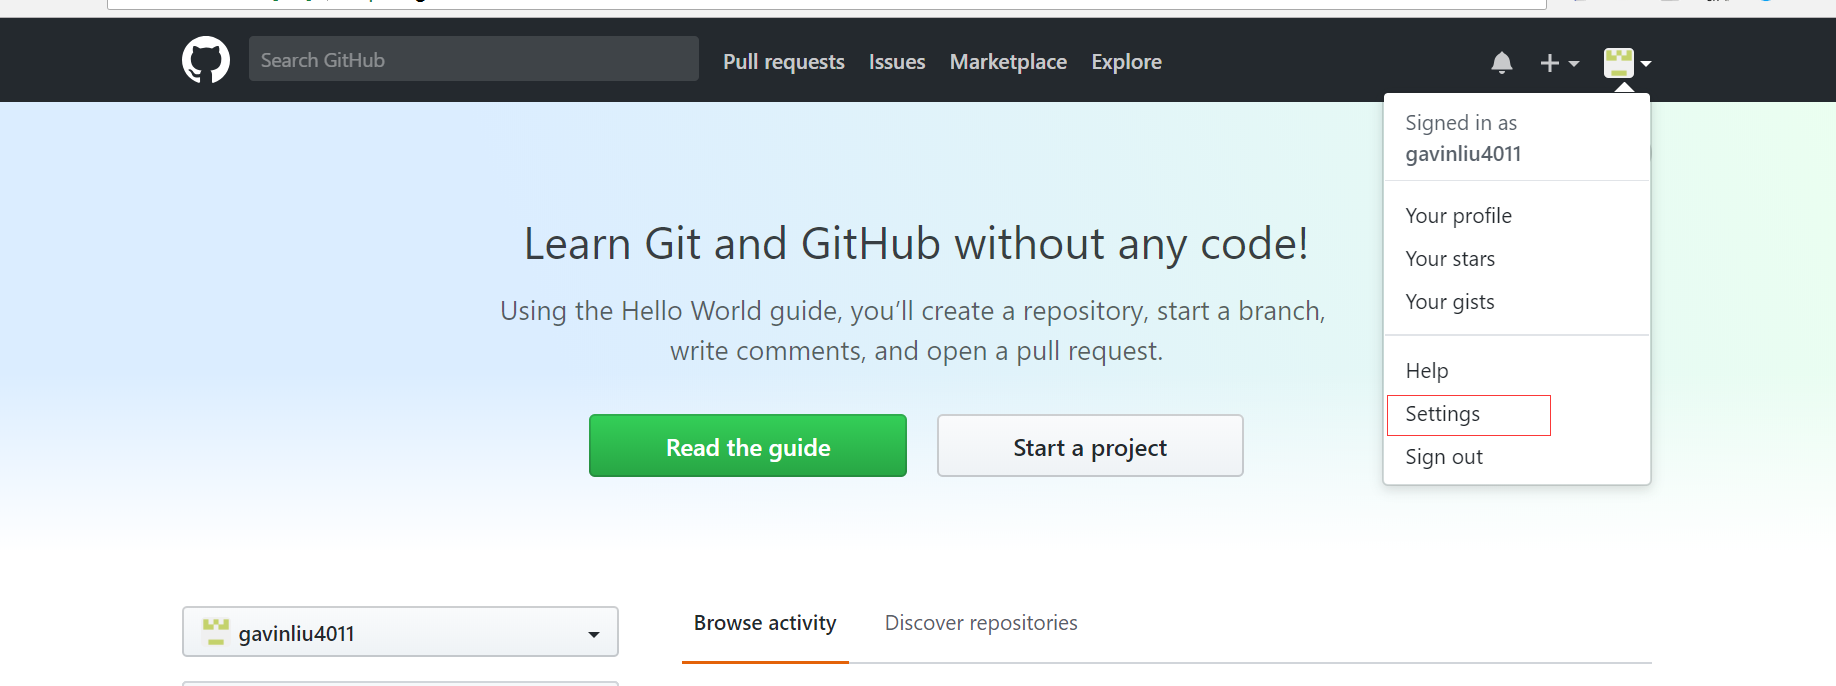 Search GitHub
Pull requests
Issues
Marketplace
Explore
Signed in as
gavinliu4011
Your profile
Your stars
Your gists
Help
Settings
Sign out
Learn Git and GitHub without any code!
Using the Hello World guide, you’ll create a repository, start a branch,
write comments, and open a pull request.
Read the guide
Start a project
gavinliu4011
Browse activity
Discover repositories